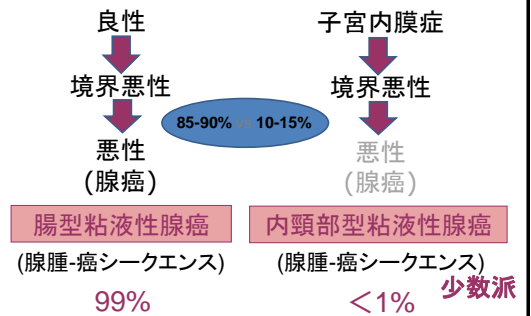 良性
境界悪性
悪性
(腺癌)
腸型粘液性腺癌
(腺腫-癌シークエンス)
99%
85-90% vs 10-15%
子宮内膜症
境界悪性
悪性
(腺癌)
内頸部型粘液性腺癌
(腺腫-癌シークエンス)
<1%
少数派